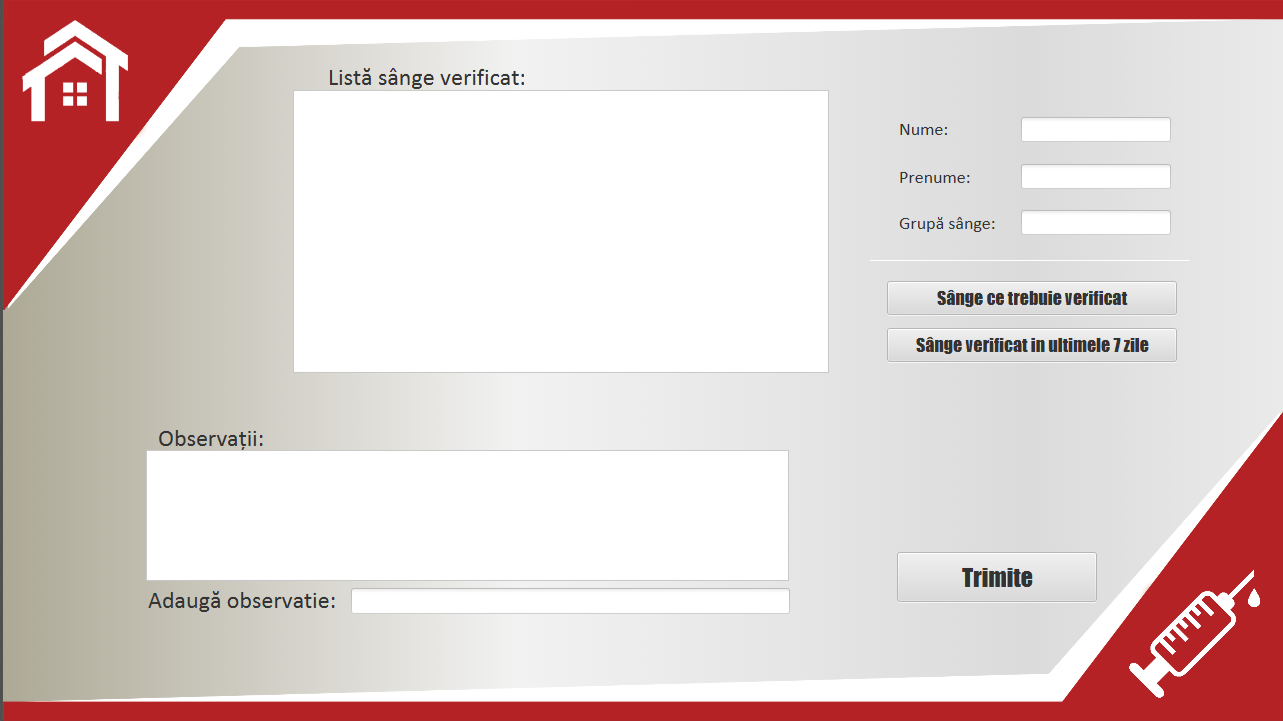 Listă sânge verificat:
Nume:
Prenume:
Grupă sânge:
Sânge ce trebuie verificat
Sânge verificat in ultimele 7 zile
Observații:
Adaugă observatie:
Trimite